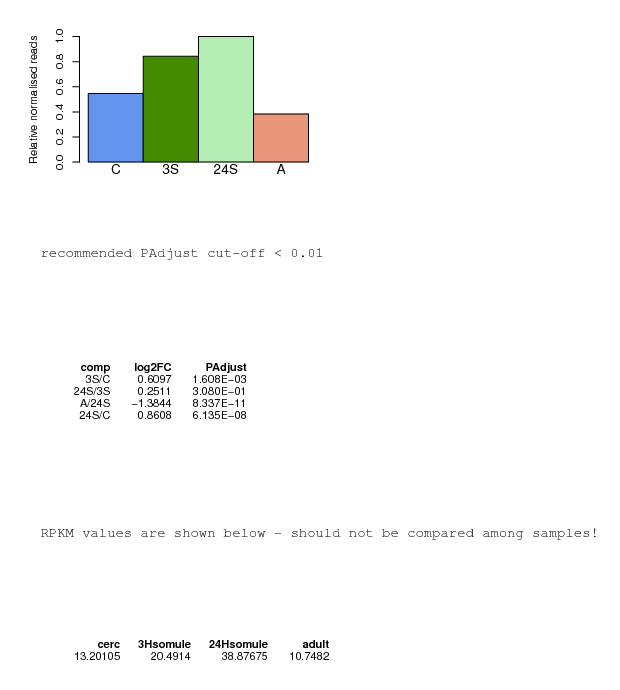 Relative normalised reads
1.0
0.8
0.6
0.4
0.2
0.0
C 3S 24S A
recommended PAdjust cut-off < 0.01
comp log2FC PAdjust
3S/C 0.6097 1.608E−03
24S/3S 0.2511 3.080E−01
A/24S −1.3844 8.337E−11
24S/C 0.8608 6.135E−08
RPKM values are shown below - should not be compared among samples!
cerc 3Hsomule 24Hsomule adult
13.20105 20.4914 38.87675 10.7482